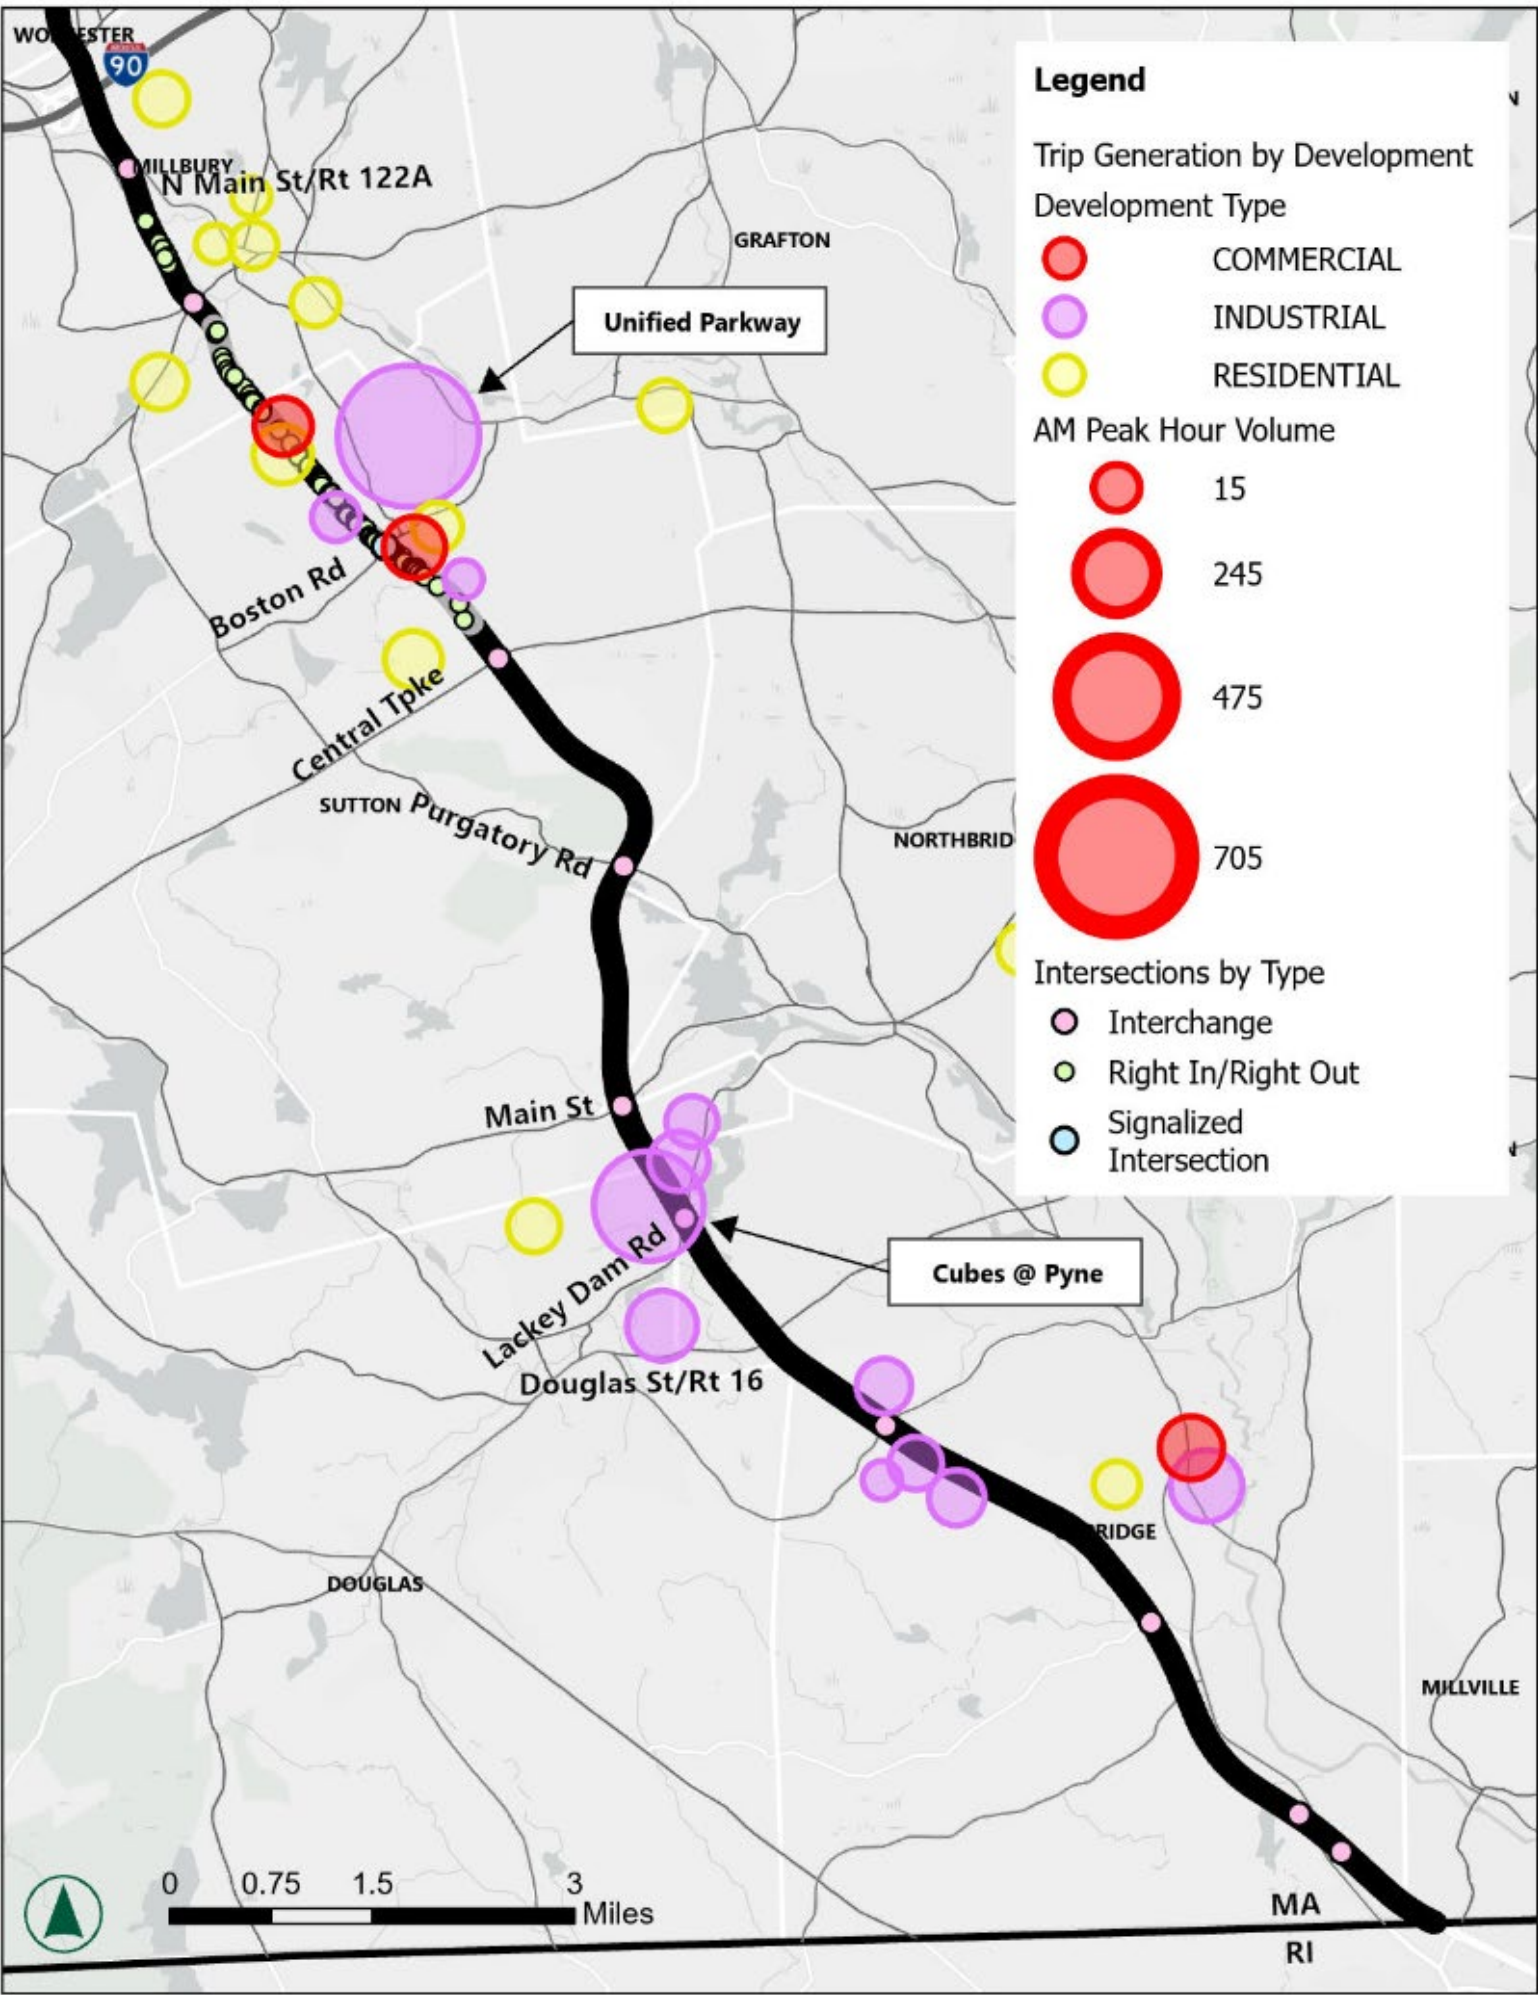 WO ESTER
90
MILLBURY
N Main St/Rt 122A
GRAFTON
Unified Parkway
Boston Rd
Central Tpke
SUTTON
Purgatory Rd
NORTHBRID
Main St
Lackey Dam Rd
Cubes @ Pyne
Douglas St/Rt 16
RIDGE
DOUGLAS
MILLVILLE
0 0.75 1.5 3
Miles
MA
RI
Legend
Trip Generation by Development
Development Type
COMMERCIAL
INDUSTRIAL
RESIDENTIAL
AM Peak Hour Volume
15
245
475
705
Intersections by Type
Interchange
Right In/Right Out
Signalized
Intersection
N